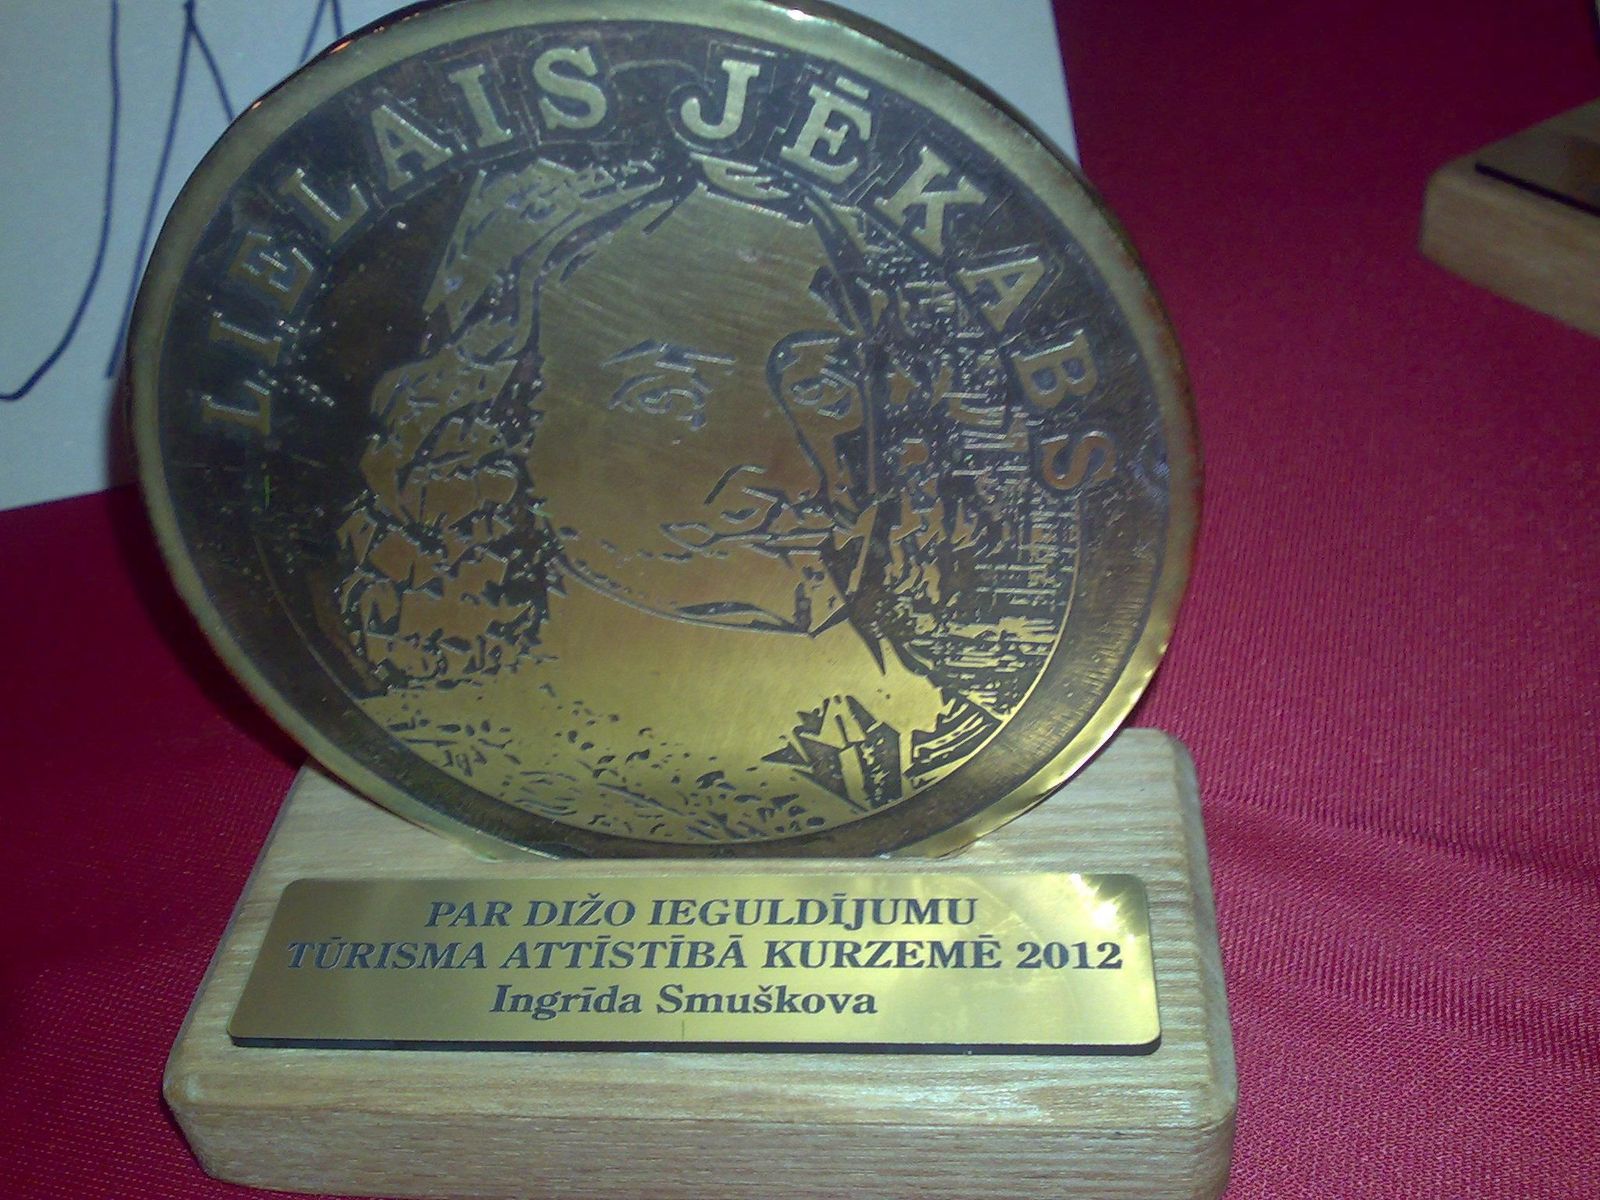 LIELAIS JĒKABS
PAR DIŽO IEGULDĪJUMU
TŪRISMA ATTĪSTĪBĀ KURZEMĒ 2012
Ingrīda Smuškova